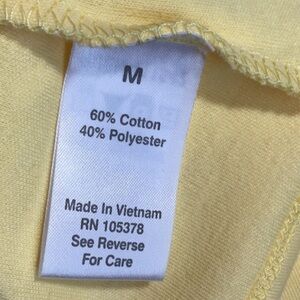 M
60% Cotton
40% Polyester
Made In Vietnam
RN 105378
See Reverse
For Care